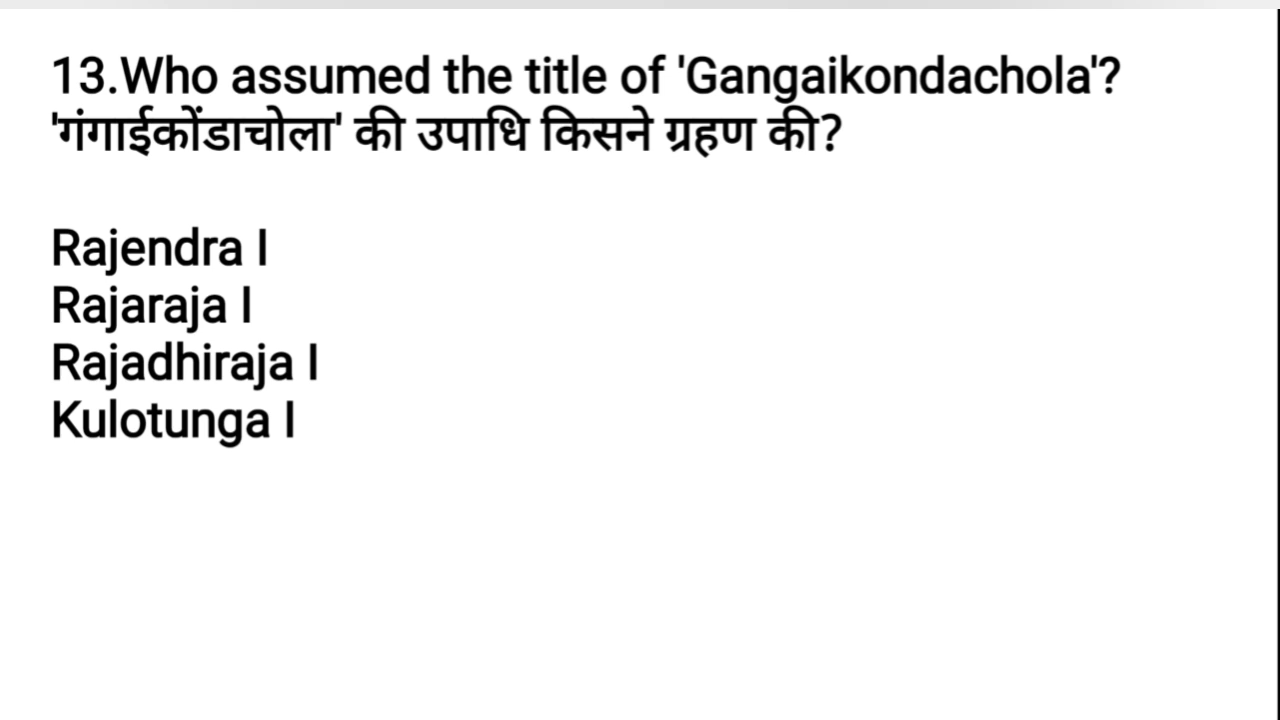 13.Who assumed the title of 'Gangaikondachola'?
'गंगाईकोंडाचोला' की उपाधि किसने ग्रहण की?
Rajendra I
Rajaraja I
Rajadhiraja I
Kulotunga I